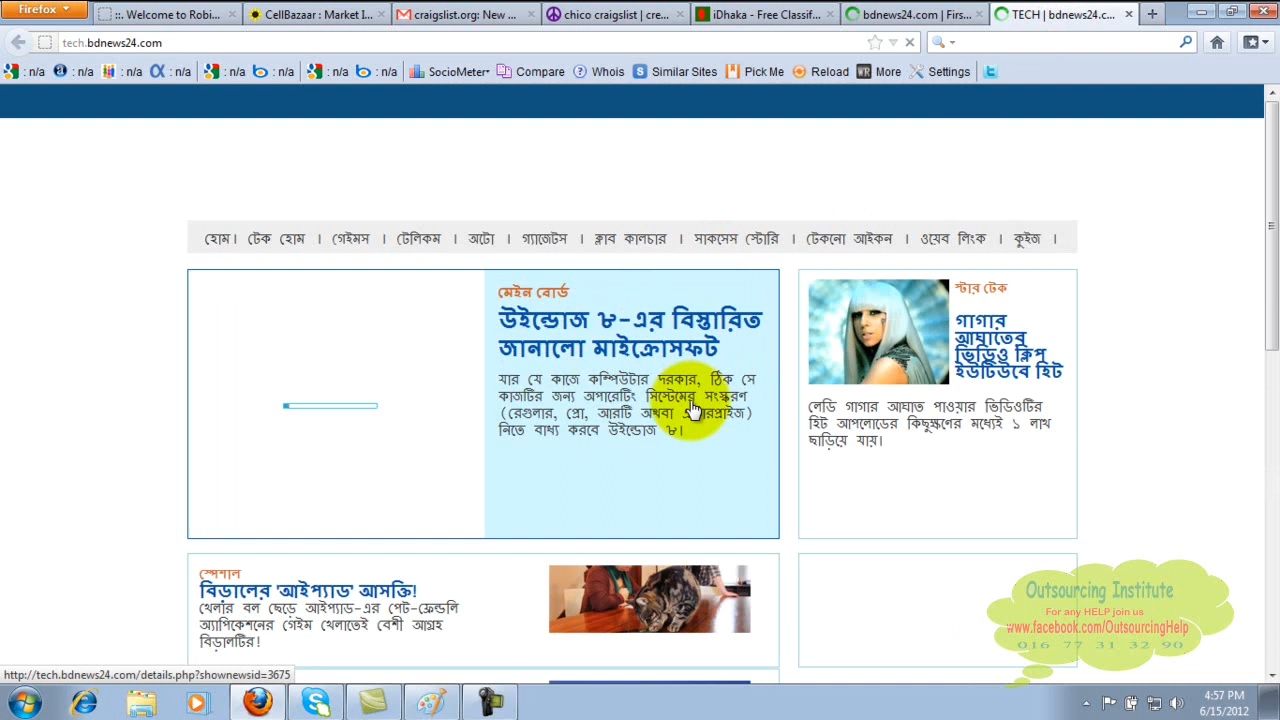 Firefox
::. Welcome to Robi...
CellBazaar : Market I...
craigslist.org: New ...
chico craigslist | cre...
iDhaka - Free Classif...
bdnews24.com | Firs...
TECH | bdnews24.c...
tech.bdnews24.com
: n/a : n/a : n/a : n/a : n/a : n/a : n/a : n/a SocioMeter Compare Whois Similar Sites Pick Me Reload More Settings
হোম। টেক হোম । গেইমস । টেলিকম । অটো । গ্যাজেটস । ক্লাব কালচার । সাকসেস স্টোরি । টেকনো আইকন । ওয়েব লিংক । কুইজ ।
মেইন বোর্ড
উইন্ডোজ ৮-এর বিস্তারিত
জানালো মাইক্রোসফট
যার যে কাজে কম্পিউটার দরকার, ঠিক সে
কাজটির জন্য অপারেটিং সিস্টেমের সংস্করণ
(রেগুলার, প্রো, আরটি অথবা
নিতে বাধ্য করবে উইন্ডোজ ৮।
স্টার টেক
গাগার
আঘাতের
ভিডিও ক্লিপ
ইউটিউবে হিট
লেডি গাগার আঘাত পাওয়ার ভিডিওটির
হিট আপলোডের কিছুক্ষণের মধ্যেই ১ লাখ
ছাড়িয়ে যায়।
স্পেশাল
বিড়ালের 'আইপ্যাড' আসক্তি!
খেলার বল ছেড়ে আইপ্যাড-এর পেট-ফ্রেন্ডলি
অ্যাপিকেশনের গেইম খেলাতেই বেশী আগ্রহ
বিড়ালটির!
Outsourcing Institute
For any HELP join us
www.facebook.com/OutsourcingHelp
016 77 31 32 90
http://tech.bdnews24.com/details.php?shownewsid=3675
4:57 PM
6/15/2012